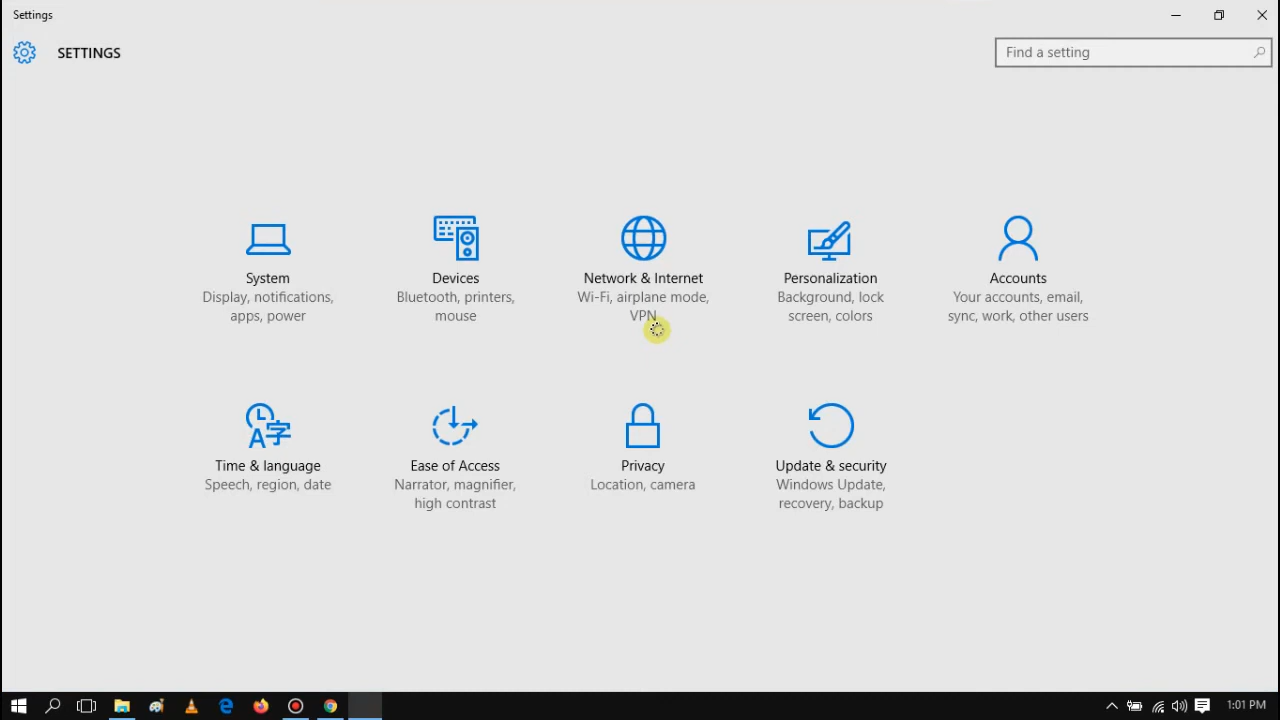 Settings
SETTINGS
Find a setting
System
Display, notifications,
apps, power
Devices
Bluetooth, printers,
mouse
Network & Internet
Wi-Fi, airplane mode,
VPN
Personalization
Background, lock
screen, colors
Accounts
Your accounts, email,
sync, work, other users
A字
Time & language
Speech, region, date
Ease of Access
Narrator, magnifier,
high contrast
Privacy
Location, camera
Update & security
Windows Update,
recovery, backup
1:01 PM